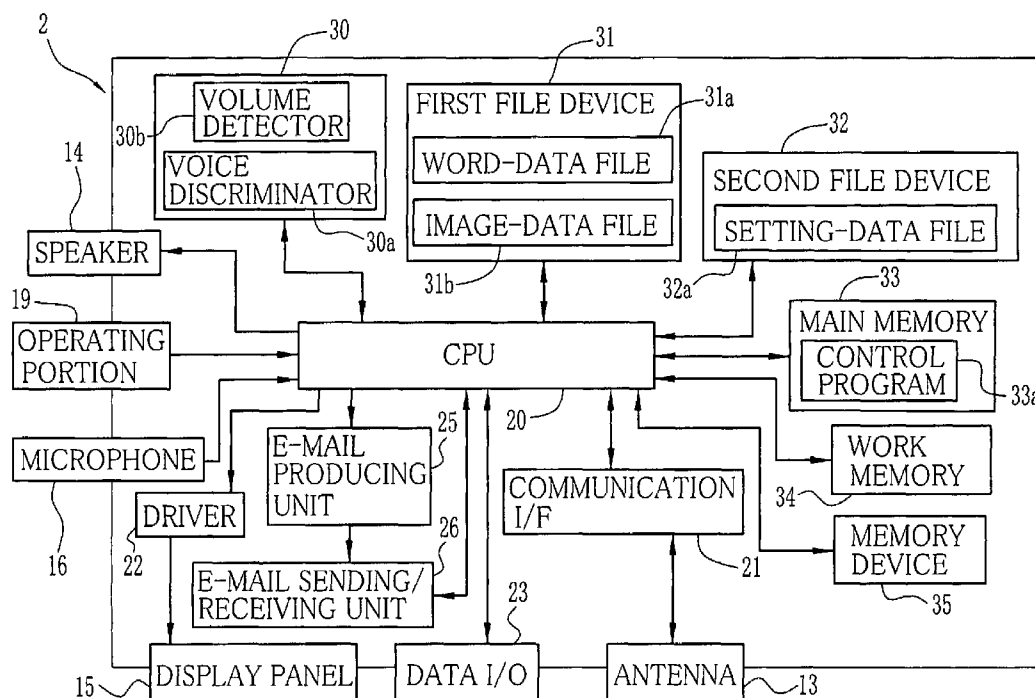 2
30
31
VOLUME
DETECTOR
30b
VOICE
DISCRIMINATOR
30a
FIRST FILE DEVICE
31a
WORD-DATA FILE
IMAGE-DATA FILE
31b
32
SECOND FILE DEVICE
SETTING-DATA FILE
32a
14
SPEAKER
19
OPERATING
PORTION
CPU
20
33
MAIN MEMORY
CONTROL
PROGRAM
33a
MICROPHONE
16
25
E-MAIL
PRODUCING
UNIT
COMMUNICATION
I/F
21
WORK
MEMORY
34
DRIVER
22
26
E-MAIL SENDING/
RECEIVING UNIT
23
MEMORY
DEVICE
35
15
DISPLAY PANEL
DATA I/O
ANTENNA
13